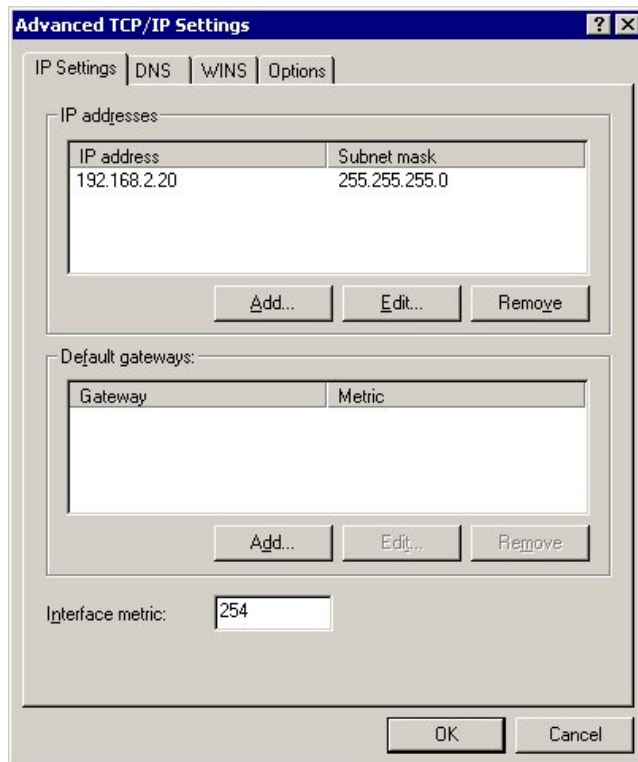 Advanced TCP/IP Settings
IP Settings DNS WINS Options
IP addresses
IP address Subnet mask
192.168.2.20 255.255.255.0
Add... Edit... Remove
Default gateways:
Gateway Metric
Add... Edit... Remove
Interface metric: 254
OK Cancel